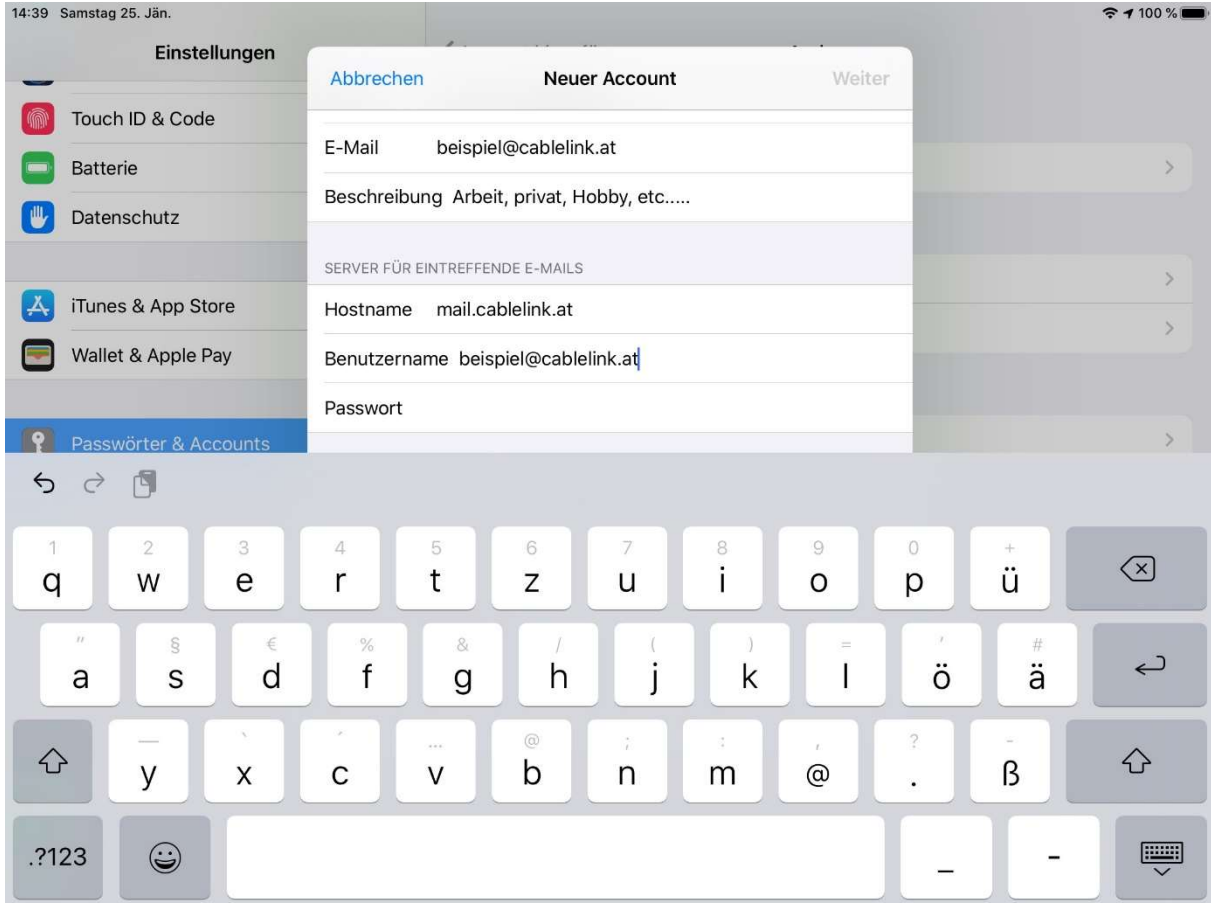 14:39 Samstag 25. Jän.
100 %
Einstellungen
Touch ID & Code
Batterie
Datenschutz
iTunes & App Store
Wallet & Apple Pay
Passwörter & Accounts
Abbrechen Neuer Account Weiter
E-Mail beispiel@cablelink.at
Beschreibung Arbeit, privat, Hobby, etc.....
SERVER FÜR EINTREFFENDE E-MAILS
Hostname mail.cablelink.at
Benutzername beispiel@cablelink.at
Passwort
1 2 3 4 5 6 7 8 9 0 +
q w e r t z u i o p ü
" § € % & / ( ) = ' #
a s d f g h j k l ö ä
— ` ´ ... @ ; : , ? -
y x c v b n m @ . ß
.?123 _ -